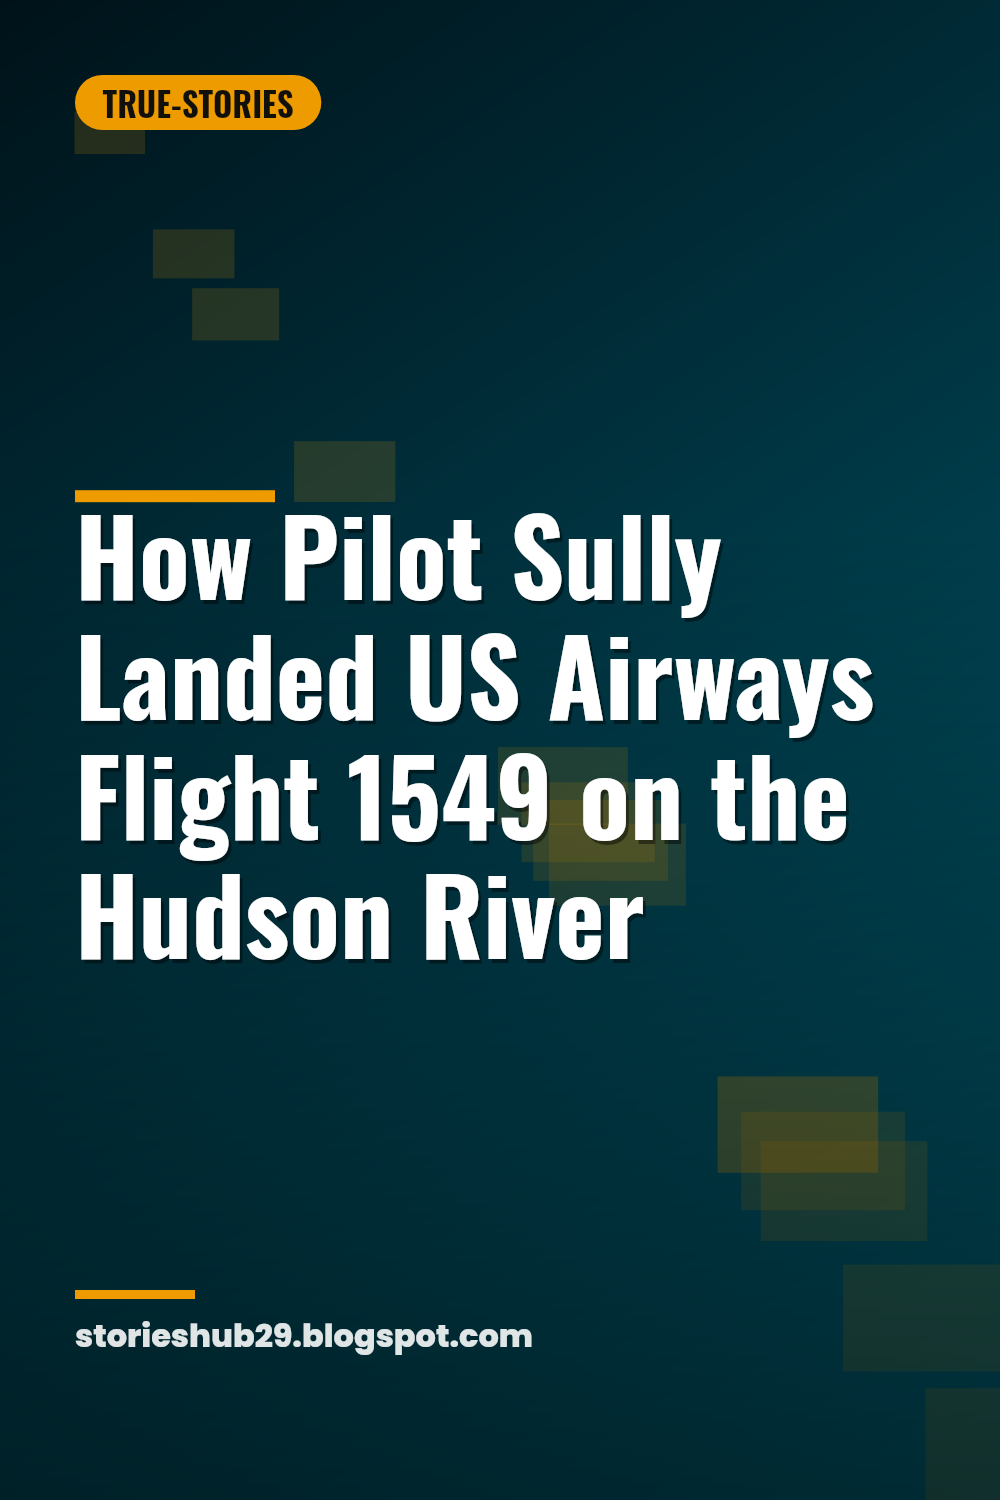 TRUE-STORIES
How Pilot Sully
Landed US Airways
Flight 1549 on the
Hudson River
storieshub29.blogspot.com